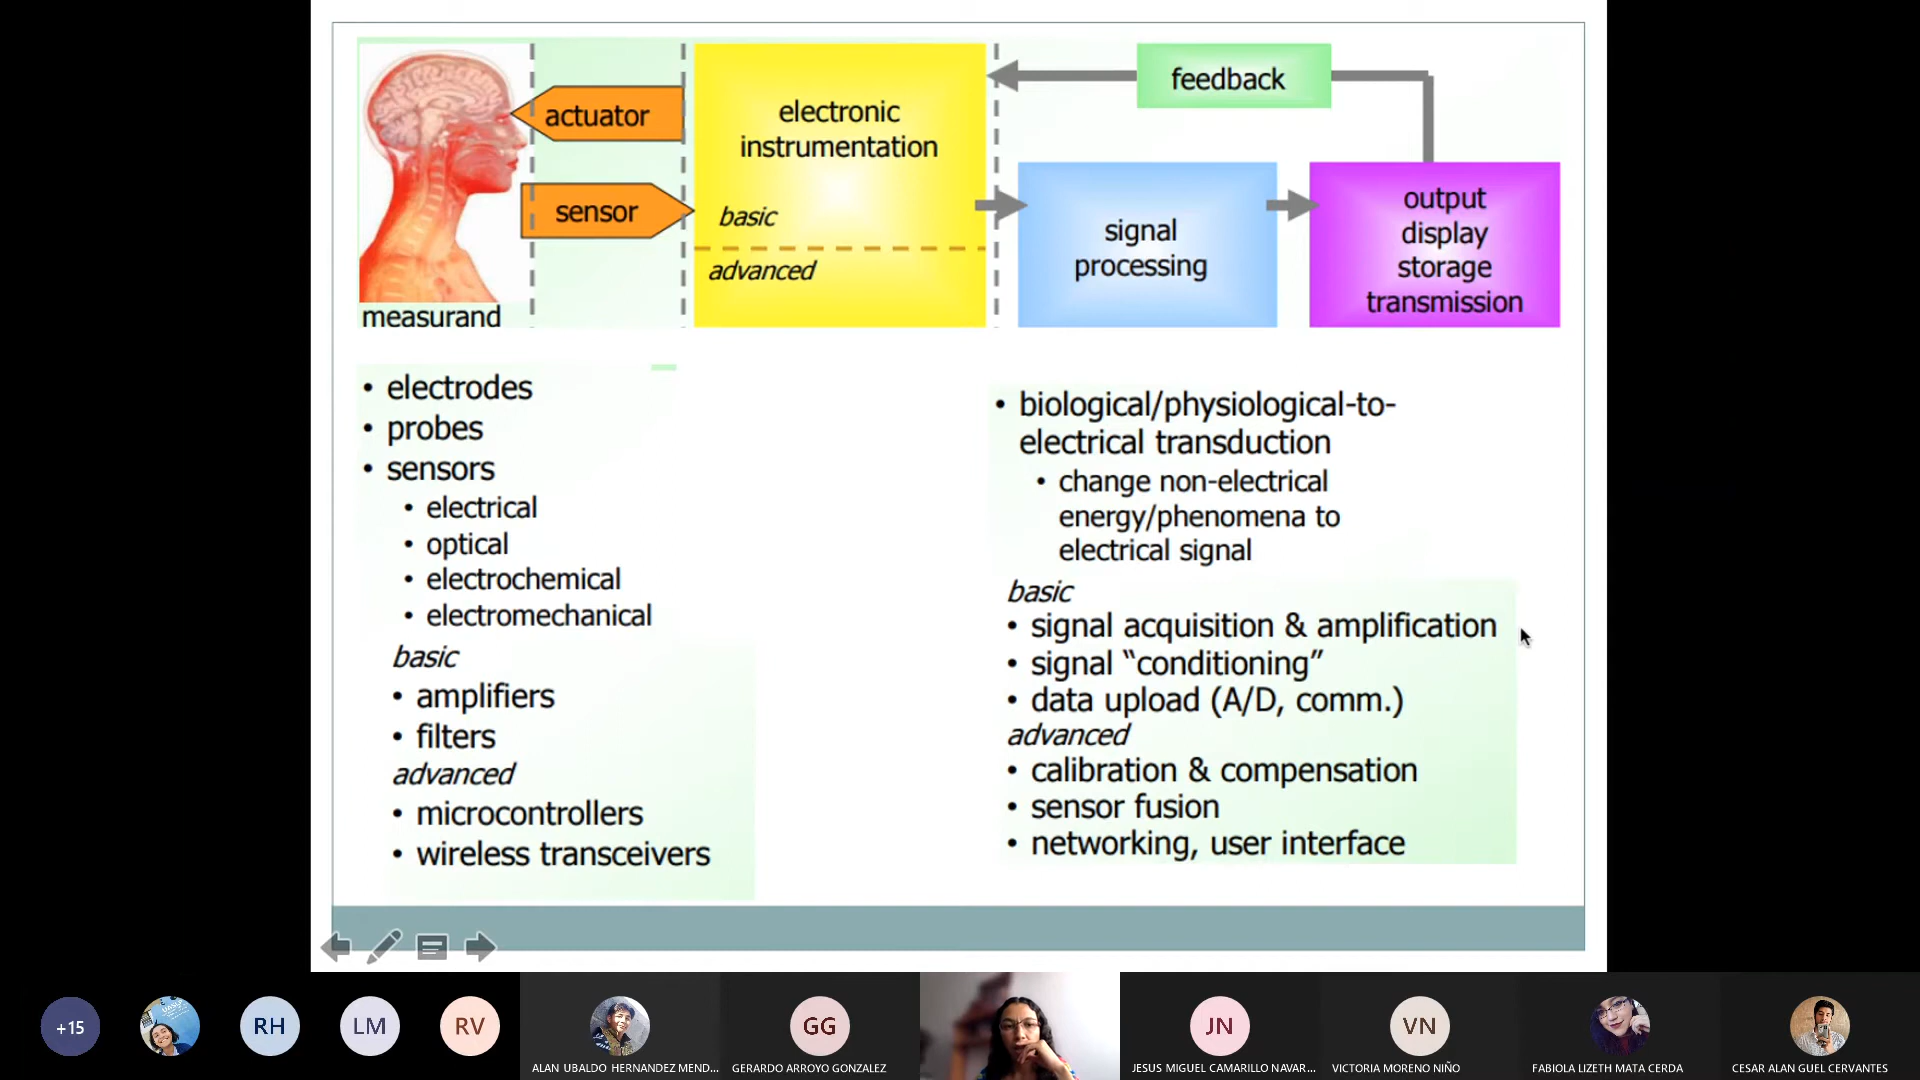 actuator
sensor
measurand
electronic
instrumentation
basic
advanced
feedback
signal
processing
output
display
storage
transmission
• electrodes
• probes
• sensors
• electrical
• optical
• electrochemical
• electromechanical
basic
• amplifiers
• filters
advanced
• microcontrollers
• wireless transceivers
• biological/physiological-to-
electrical transduction
• change non-electrical
energy/phenomena to
electrical signal
basic
• signal acquisition & amplification
• signal “conditioning”
• data upload (A/D, comm.)
advanced
• calibration & compensation
• sensor fusion
• networking, user interface
+15
RH
LM
RV
ALAN UBALDO HERNANDEZ MEND...
GG
GERARDO ARROYO GONZALEZ
JN
JESUS MIGUEL CAMARILLO NAVAR...
VN
VICTORIA MORENO NIÑO
FABIOLA LIZETH MATA CERDA
CESAR ALAN GUEL CERVANTES